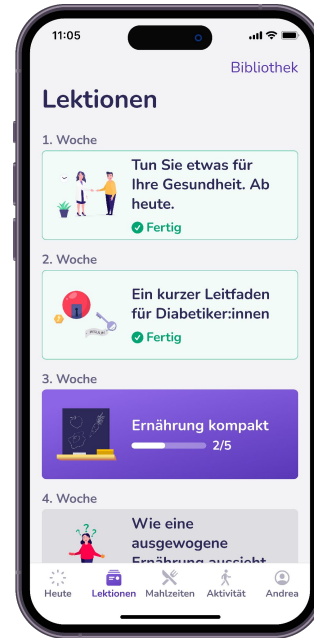 11:05
Bibliothek
Lektionen
1. Woche
Tun Sie etwas für
Ihre Gesundheit. Ab
heute.
Fertig
2. Woche
Ein kurzer Leitfaden
für Diabetiker:innen
Fertig
3. Woche
Ernährung kompakt
2/5
4. Woche
Wie eine
ausgewogene
Ernährung aussieht
Heute
Lektionen
Mahlzeiten
Aktivität
Andrea